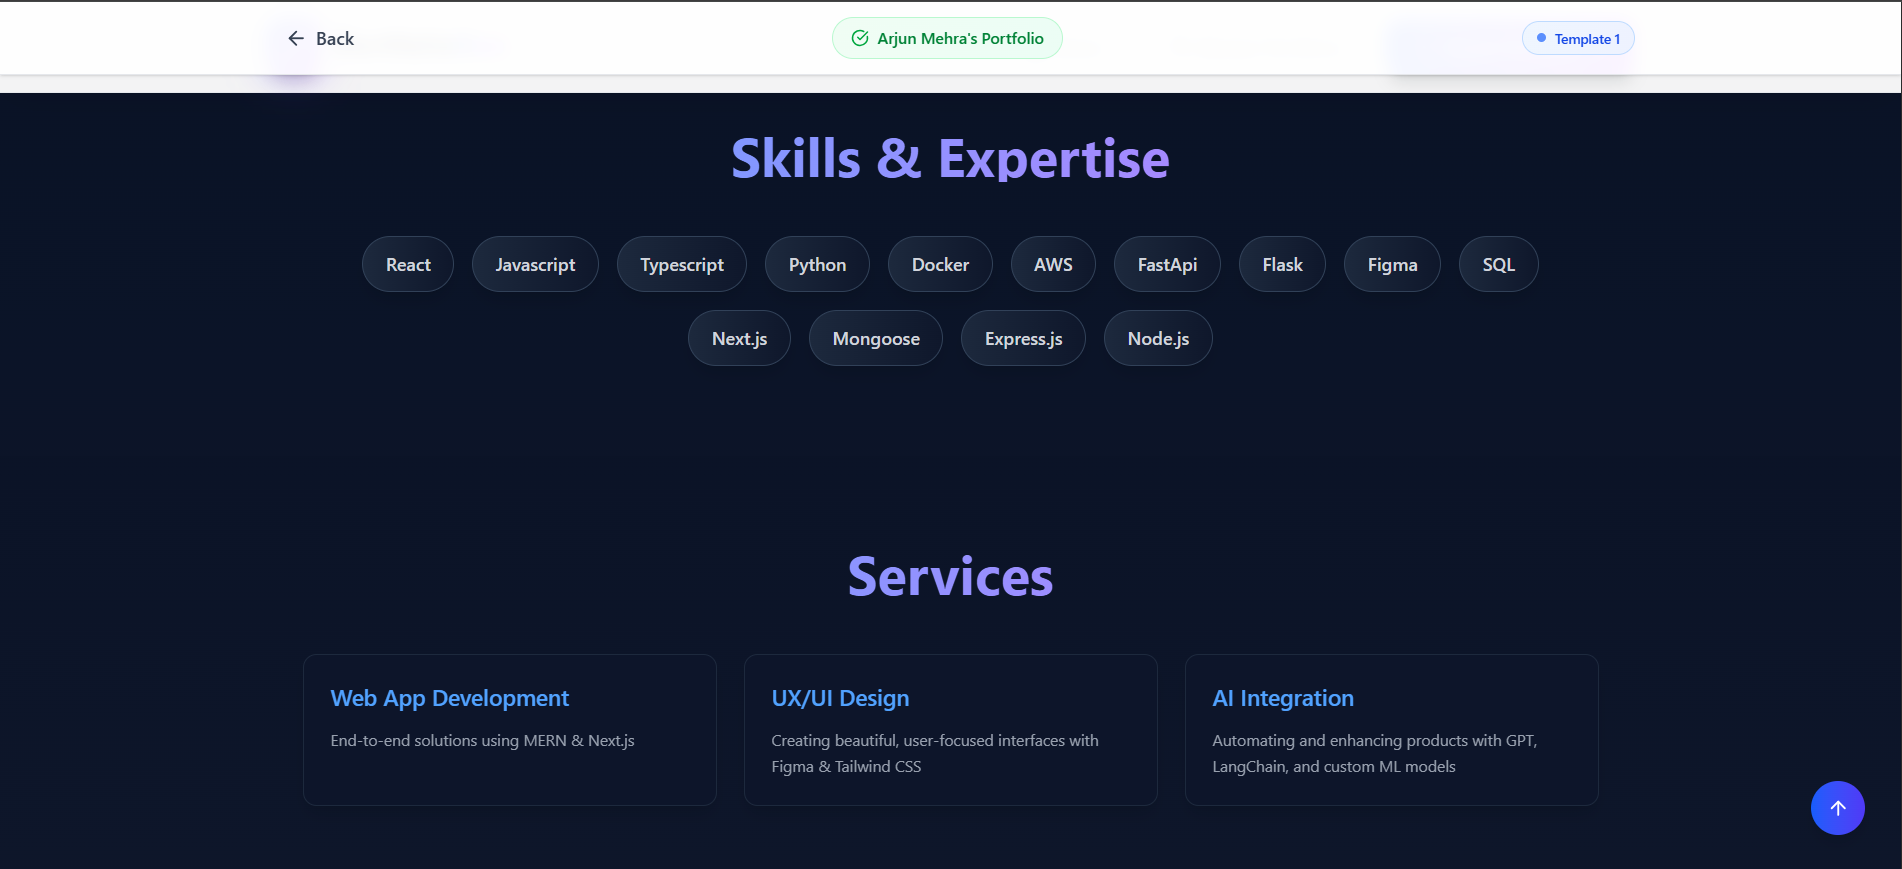 Back
Arjun Mehra's Portfolio
Template 1
Skills & Expertise
React Javascript Typescript Python Docker AWS FastApi Flask Figma SQL
Next.js Mongoose Express.js Node.js
Services
Web App Development
End-to-end solutions using MERN & Next.js
UX/UI Design
Creating beautiful, user-focused interfaces with
Figma & Tailwind CSS
AI Integration
Automating and enhancing products with GPT,
LangChain, and custom ML models